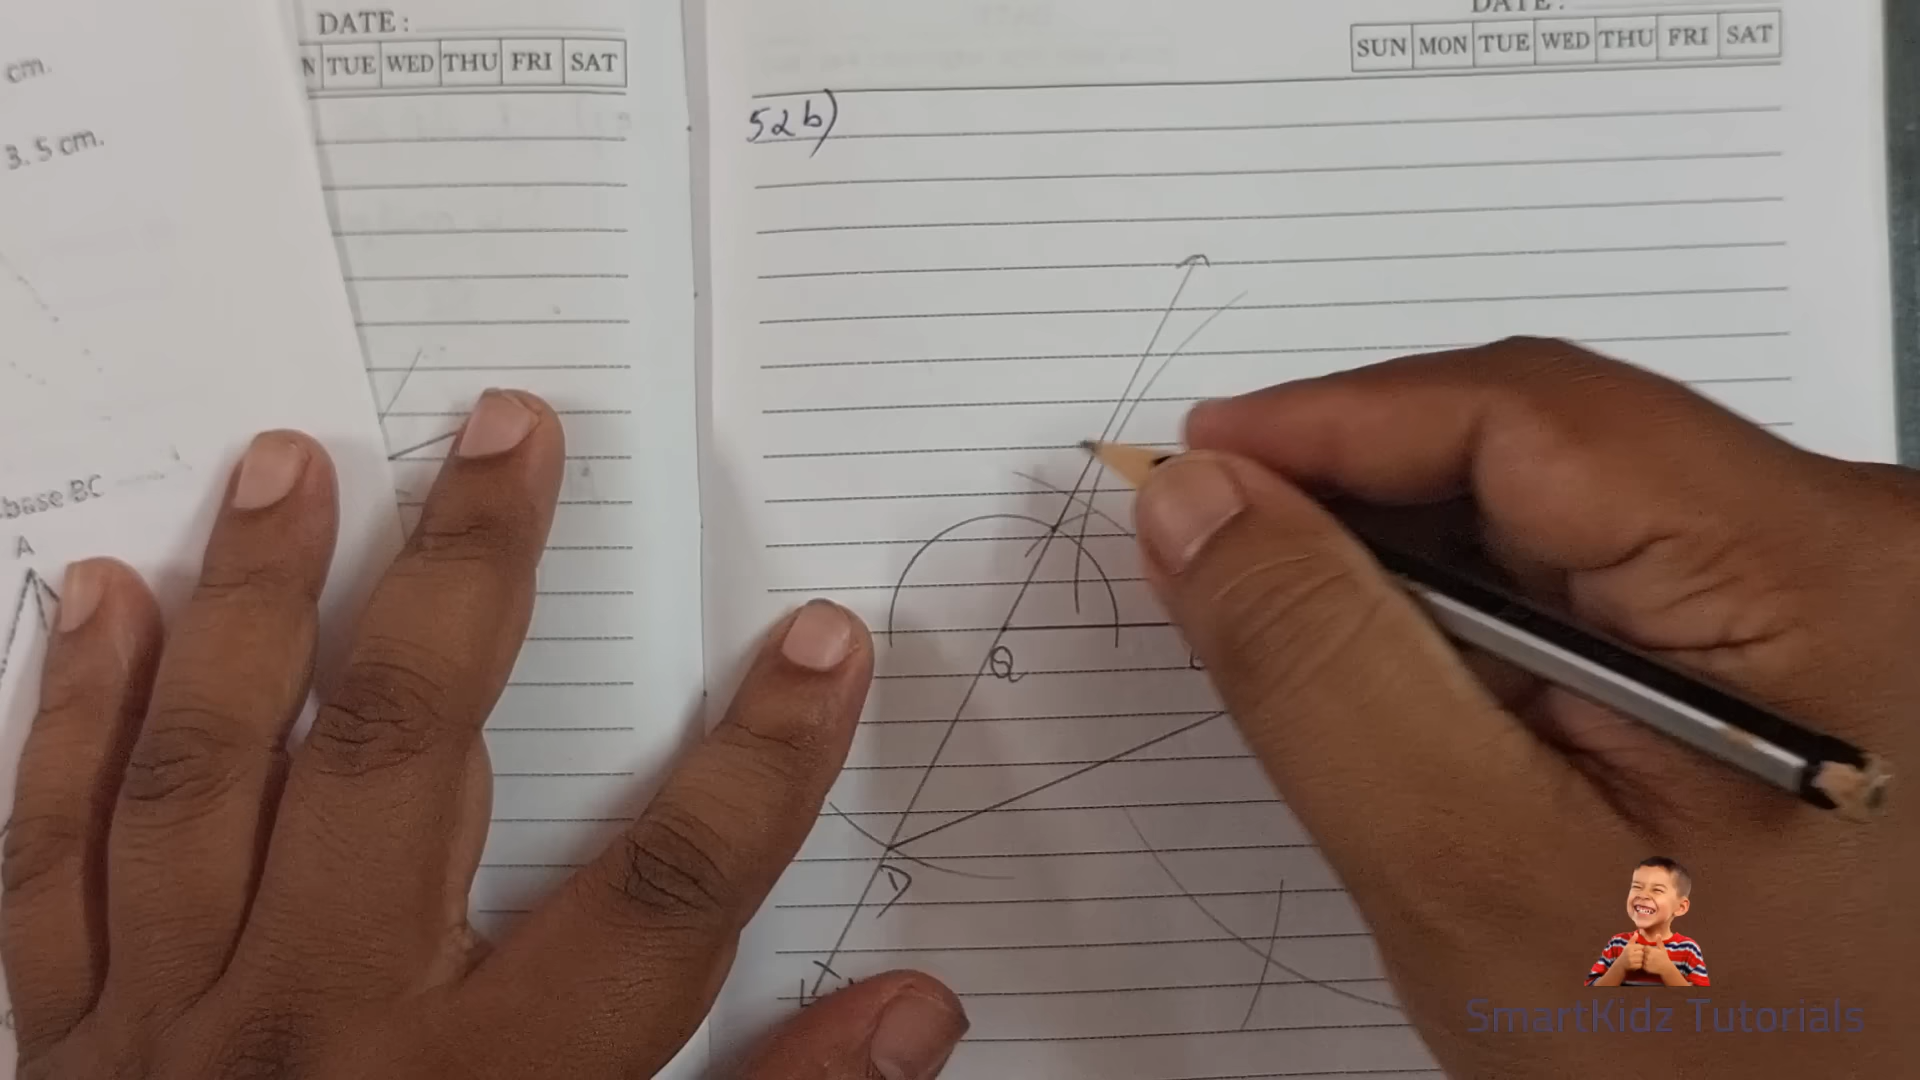 cm.
3.5 cm.
base BC
A
DATE :
N TUE WED THU FRI SAT
DATE :
SUN MON TUE WED THU FRI SAT
52b)
Q
D
SmartKidz Tutorials